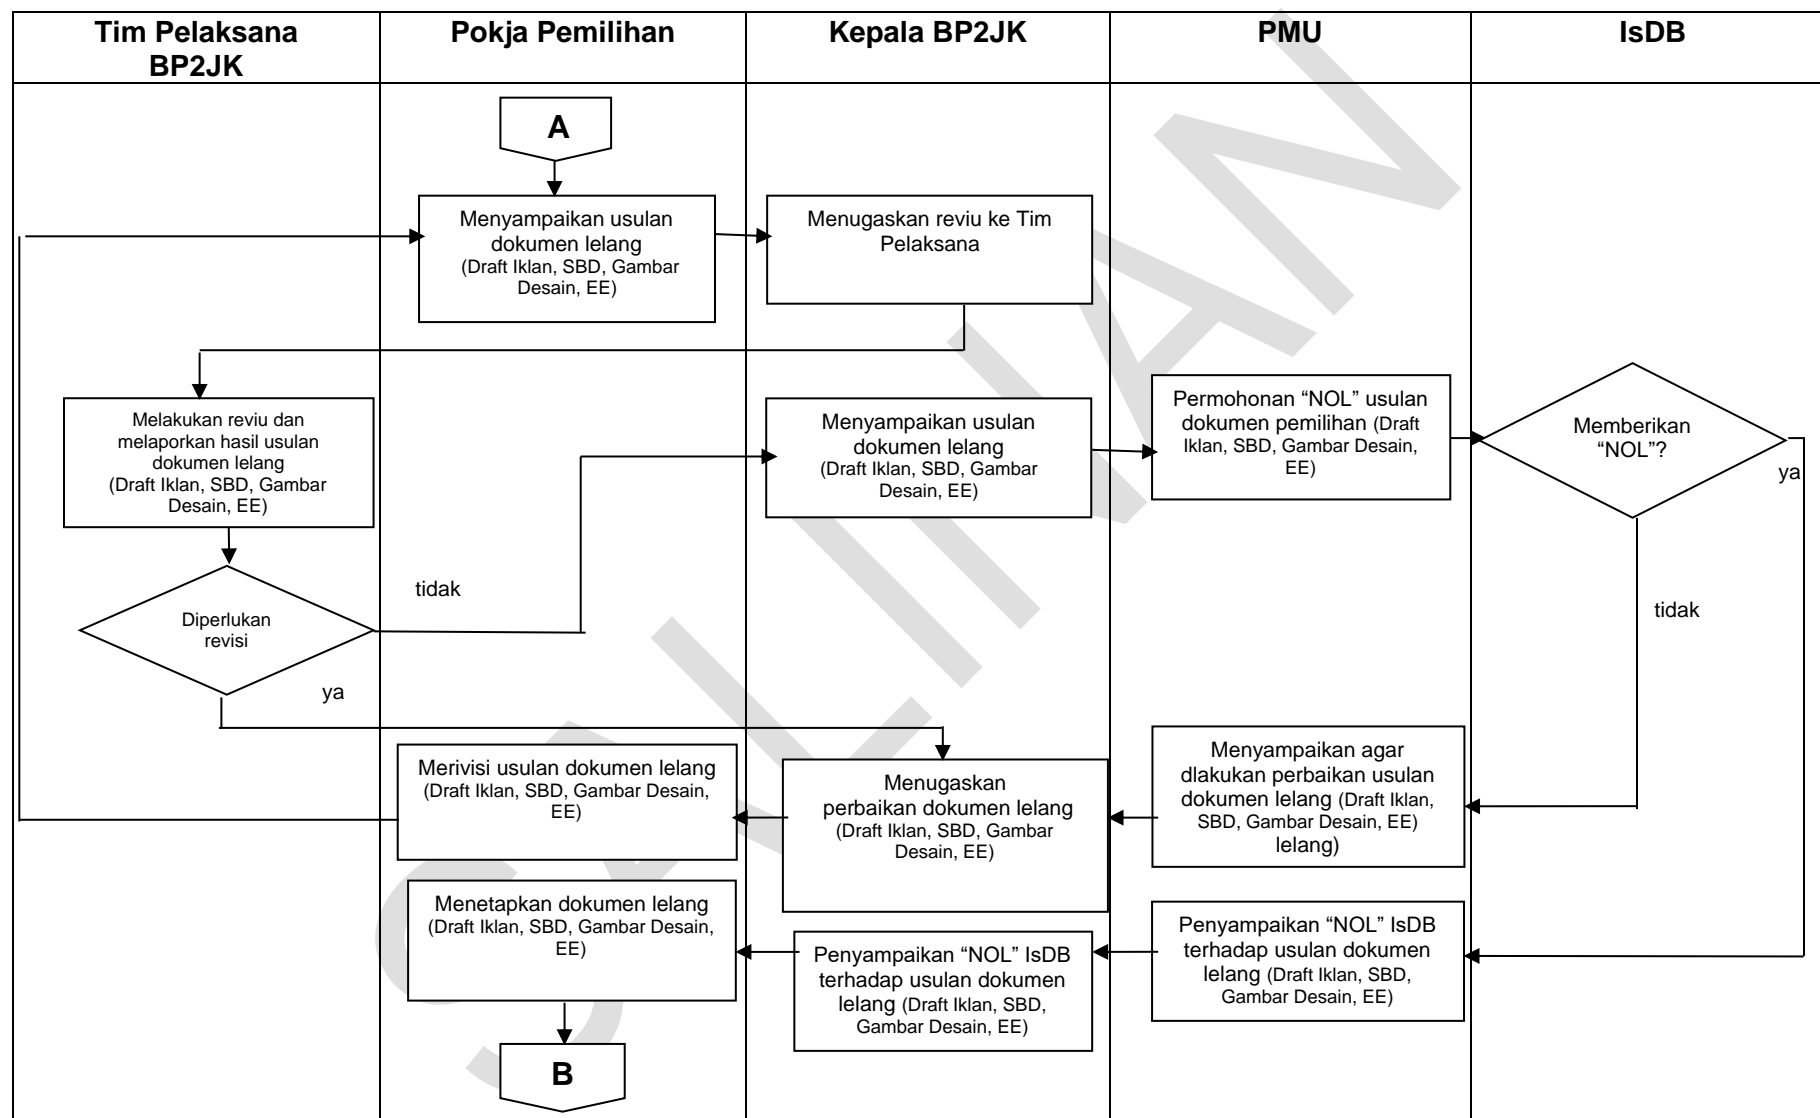 Tim Pelaksana
BP2JK
Pokja Pemilihan
Kepala BP2JK
PMU
IsDB
A
Menyampaikan usulan
dokumen lelang
(Draft Iklan, SBD, Gambar
Desain, EE)
Menugaskan reviu ke Tim
Pelaksana
Melakukan reviu dan
melaporkan hasil usulan
dokumen lelang
(Draft Iklan, SBD, Gambar
Desain, EE)
Menyampaikan usulan
dokumen lelang
(Draft Iklan, SBD, Gambar
Desain, EE)
Permohonan “NOL” usulan
dokumen pemilihan (Draft
Iklan, SBD, Gambar Desain,
EE)
Memberikan
“NOL”?
ya
tidak
Diperlukan
revisi
tidak
ya
Merivisi usulan dokumen lelang
(Draft Iklan, SBD, Gambar Desain,
EE)
Menugaskan
perbaikan dokumen lelang
(Draft Iklan, SBD, Gambar
Desain, EE)
Menyampaikan agar
dlakukan perbaikan usulan
dokumen lelang (Draft Iklan,
SBD, Gambar Desain, EE)
lelang)
Menetapkan dokumen lelang
(Draft Iklan, SBD, Gambar Desain,
EE)
Penyampaikan “NOL” IsDB
terhadap usulan dokumen
lelang (Draft Iklan, SBD,
Gambar Desain, EE)
Penyampaikan “NOL” IsDB
terhadap usulan dokumen
lelang (Draft Iklan, SBD,
Gambar Desain, EE)
B
SALINAN